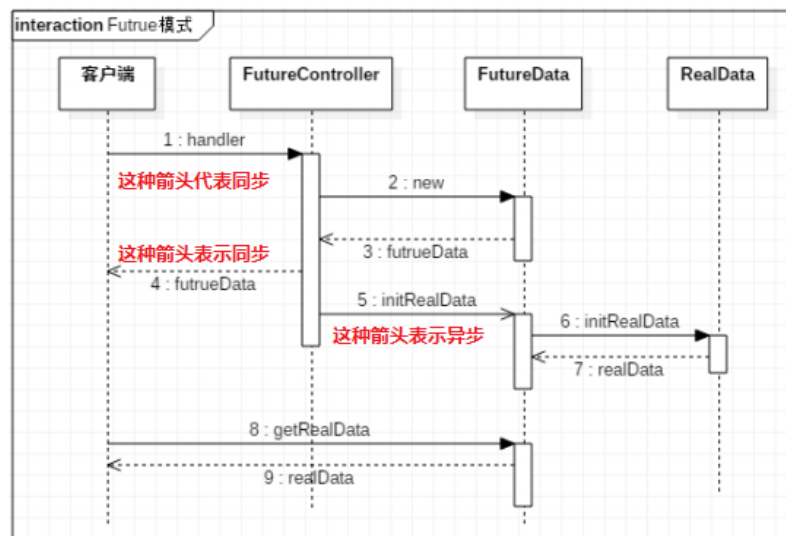 interaction Futrue模式
客户端
FutureController
FutureData
RealData
1 : handler
这种箭头代表同步
2 : new
这种箭头表示同步
3 : futrueData
4 : futrueData
5 : initRealData
这种箭头表示异步
6 : initRealData
7 : realData
8 : getRealData
9 : realData